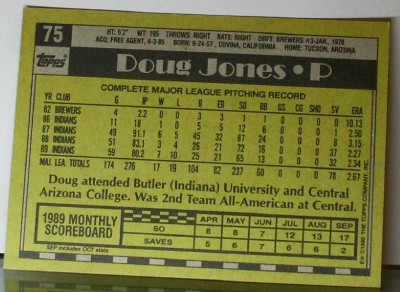 75
Topps
HT: 6'2" WT: 195 THROWS: RIGHT BATS: RIGHT DRFT: BREWERS #3-JAN., 1978
ACQ: FREE AGENT, 4-3-85 BORN: 6-24-57, COVINA, CALIFORNIA HOME: TUCSON, ARIZONA
Doug Jones • P
COMPLETE MAJOR LEAGUE PITCHING RECORD
YR CLUB G IP W L R ER SO BB GS CG SHO SV ERA
82 BREWERS 4 2.2 0 0 3 3 1 1 0 0 0 0 10.13
86 INDIANS 11 18 1 0 5 5 12 6 0 0 0 1
87 INDIANS 49 91.1 6 5 45 32 87 24 0 0 0 8 3.15
88 INDIANS 51 83.1 3 4 26 21 72 16 0 0 0 37 2.27
89 INDIANS 59 80.2 7 10 25 21 65 13 0 0 0 32 2.34
MAJ. LEA. TOTALS 174 276 17 19 104 82 237 60 0 0 0 78 2.67
Doug attended Butler (Indiana) University and Central
Arizona College. Was 2nd Team All-American at Central.
1989 MONTHLY
SCOREBOARD
SEP includes OCT stats
APR MAY JUN JUL AUG SEP
SO 6 8 9 12 13 17
SAVES 5 6 7 6 6 2
© 1990 THE TOPPS COMPANY, INC.